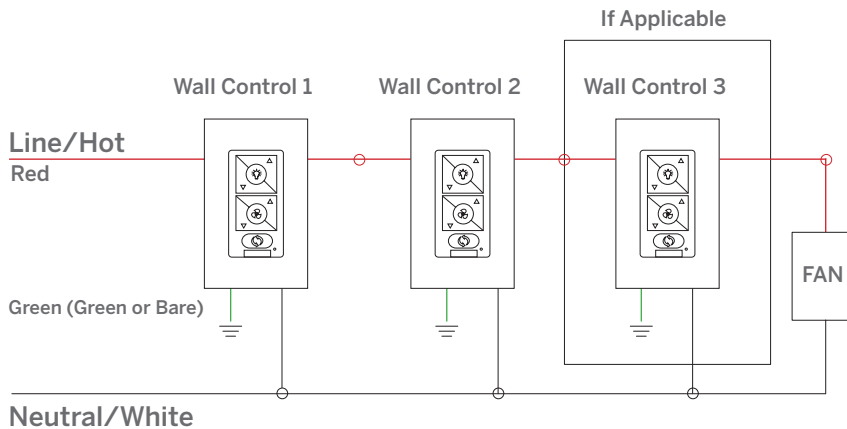 If Applicable
Wall Control 1
Wall Control 2
Wall Control 3
Line/Hot
Red
FAN
Green (Green or Bare)
Neutral/White